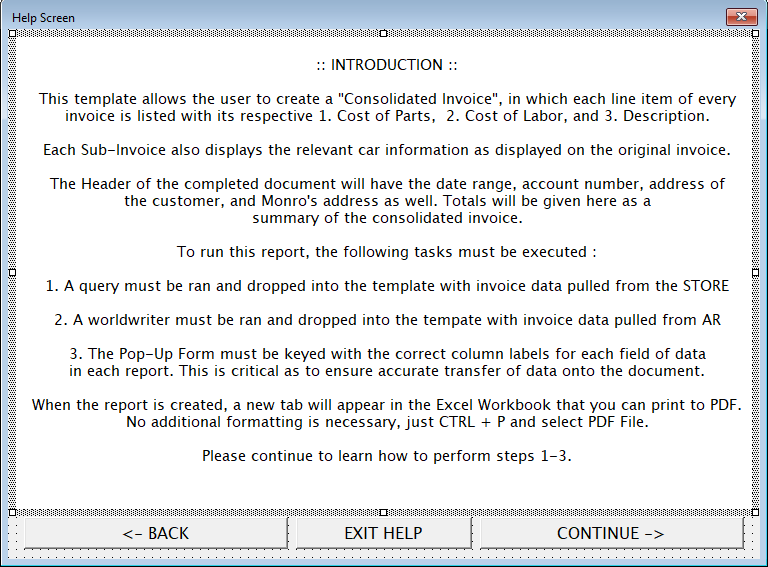 Help Screen
:: INTRODUCTION ::
This template allows the user to create a "Consolidated Invoice", in which each line item of every
invoice is listed with its respective 1. Cost of Parts,  2. Cost of Labor, and 3. Description.
Each Sub-Invoice also displays the relevant car information as displayed on the original invoice.
The Header of the completed document will have the date range, account number, address of
the customer, and Monro's address as well. Totals will be given here as a
summary of the consolidated invoice.
To run this report, the following tasks must be executed :
1. A query must be ran and dropped into the template with invoice data pulled from the STORE
2. A worldwriter must be ran and dropped into the tempate with invoice data pulled from AR
3. The Pop-Up Form must be keyed with the correct column labels for each field of data
in each report. This is critical as to ensure accurate transfer of data onto the document.
When the report is created, a new tab will appear in the Excel Workbook that you can print to PDF.
No additional formatting is necessary, just CTRL + P and select PDF File.
Please continue to learn how to perform steps 1-3.
<- BACK
EXIT HELP
CONTINUE ->